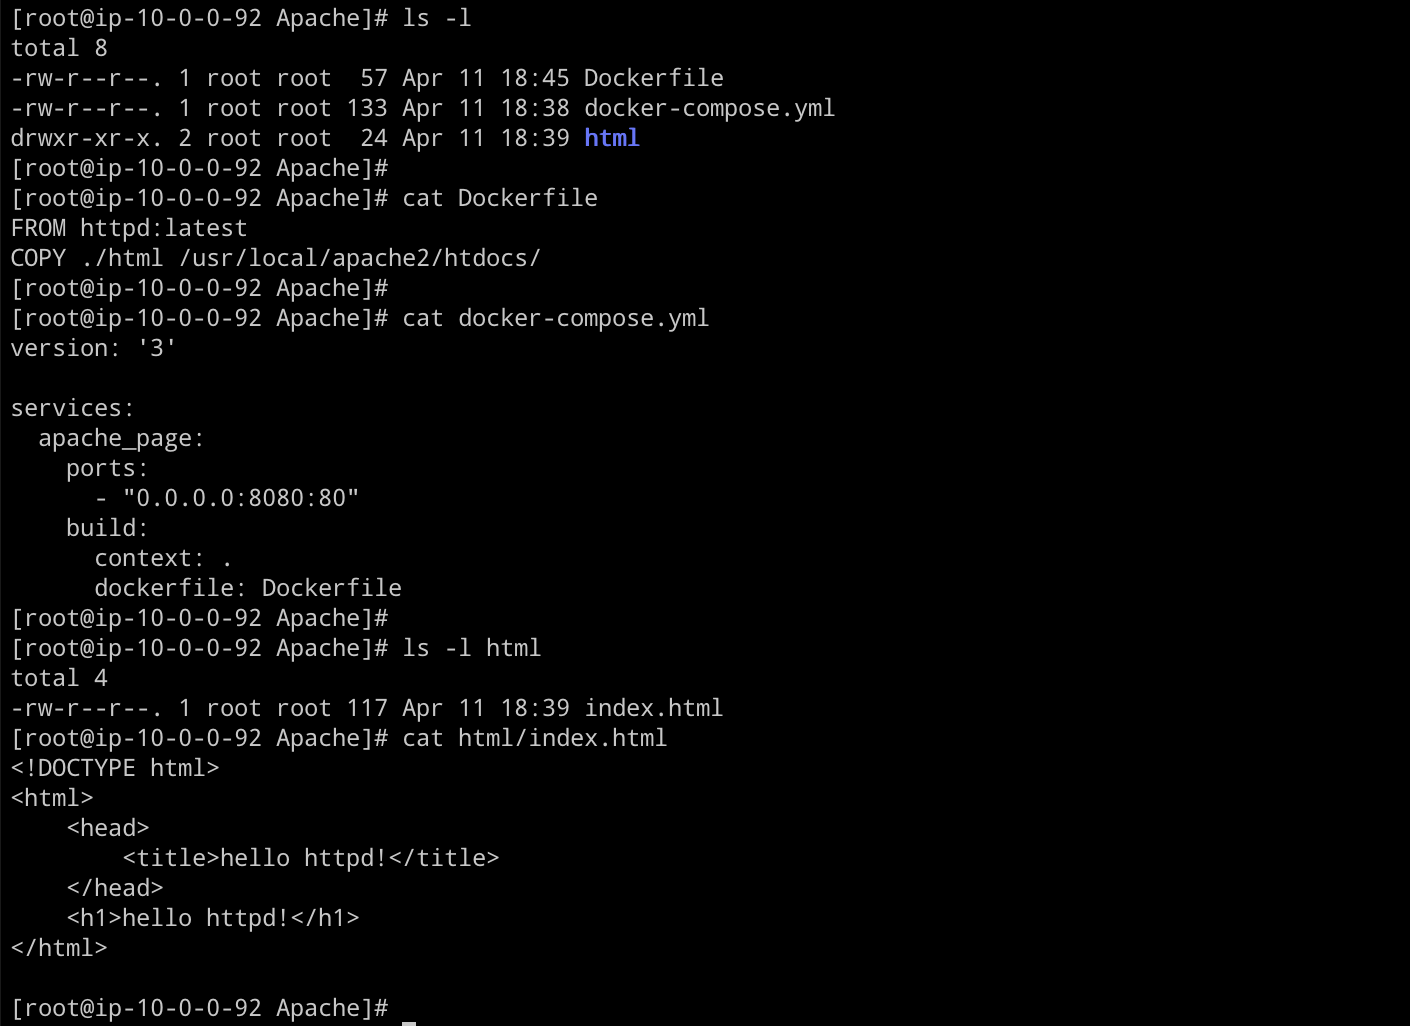 [root@ip-10-0-0-92 Apache]# ls -l
total 8
-rw-r--r--. 1 root root  57 Apr 11 18:45 Dockerfile
-rw-r--r--. 1 root root 133 Apr 11 18:38 docker-compose.yml
drwxr-xr-x. 2 root root  24 Apr 11 18:39 html
[root@ip-10-0-0-92 Apache]#
[root@ip-10-0-0-92 Apache]# cat Dockerfile
FROM httpd:latest
COPY ./html /usr/local/apache2/htdocs/
[root@ip-10-0-0-92 Apache]#
[root@ip-10-0-0-92 Apache]# cat docker-compose.yml
version: '3'

services:
  apache_page:
    ports:
      - "0.0.0.0:8080:80"
    build:
      context: .
      dockerfile: Dockerfile
[root@ip-10-0-0-92 Apache]#
[root@ip-10-0-0-92 Apache]# ls -l html
total 4
-rw-r--r--. 1 root root 117 Apr 11 18:39 index.html
[root@ip-10-0-0-92 Apache]# cat html/index.html
<!DOCTYPE html>
<html>
    <head>
        <title>hello httpd!</title>
    </head>
    <h1>hello httpd!</h1>
</html>

[root@ip-10-0-0-92 Apache]#